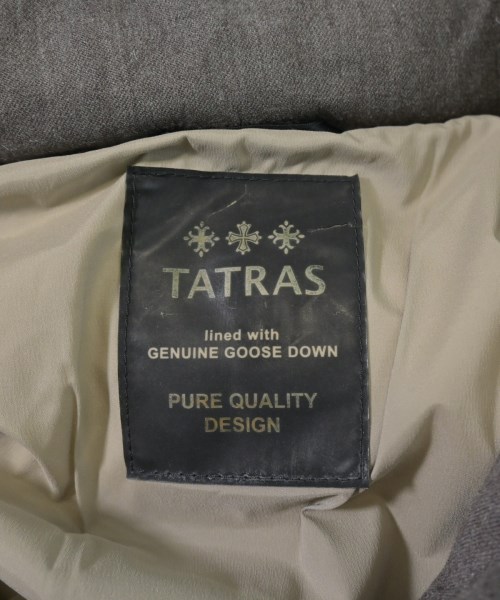 TATRAS
lined with
GENUINE GOOSE DOWN
PURE QUALITY
DESIGN